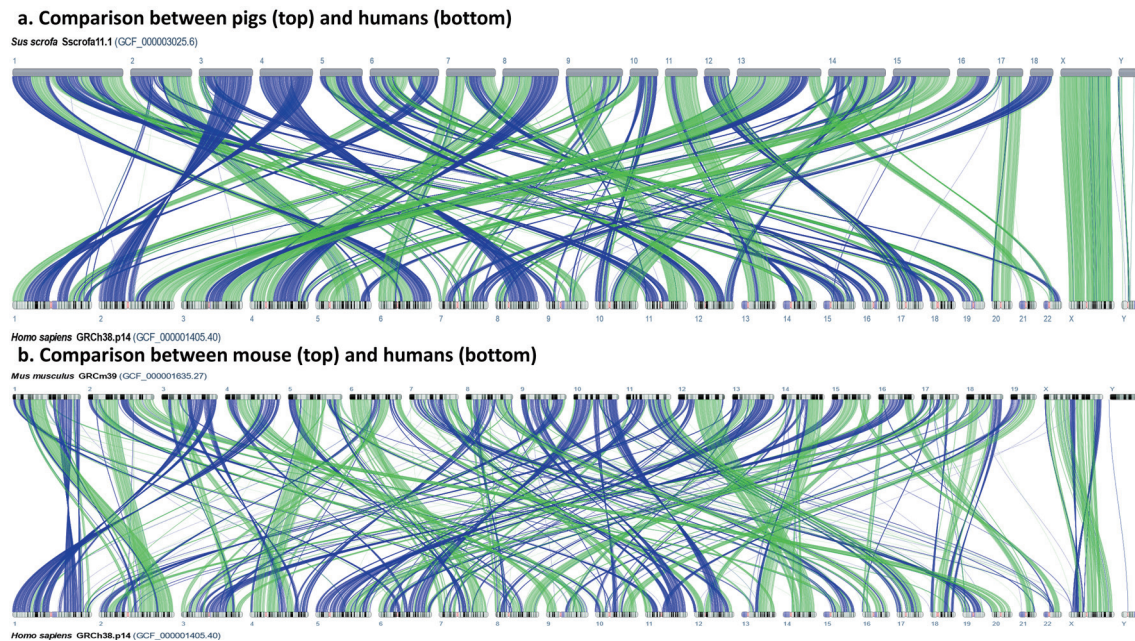 a. Comparison between pigs (top) and humans (bottom)
Sus scrofa Sscrofa11.1 (GCF_000003025.6)
1 2 3 4 5 6 7 8 9 10 11 12 13 14 15 16 17 18 X Y
1 2 3 4 5 6 7 8 9 10 11 12 13 14 15 16 17 18 19 20 21 22 X Y
Homo sapiens GRCh38.p14 (GCF_000001405.40)
b. Comparison between mouse (top) and humans (bottom)
Mus musculus GRCm39 (GCF_000001635.27)
1 2 3 4 5 6 7 8 9 10 11 12 13 14 15 16 17 18 19 X Y
1 2 3 4 5 6 7 8 9 10 11 12 13 14 15 16 17 18 19 20 21 22 X Y
Homo sapiens GRCh38.p14 (GCF_000001405.40)